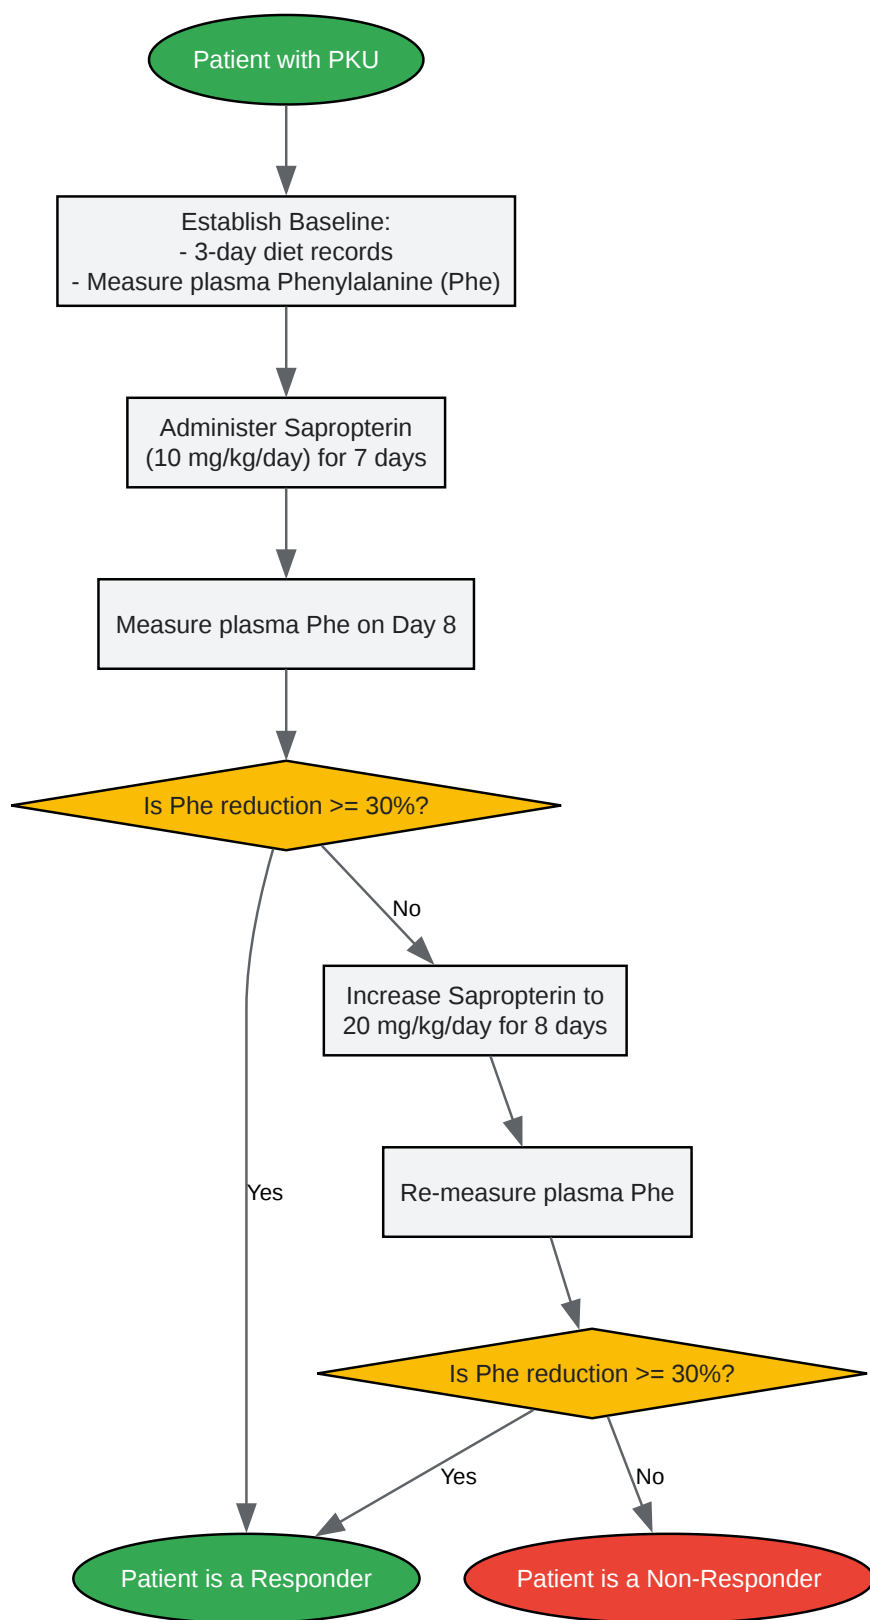 Patient with PKU
Establish Baseline:
- 3-day diet records
- Measure plasma Phenylalanine (Phe)
Administer Sapropterin
(10 mg/kg/day) for 7 days
Measure plasma Phe on Day 8
Is Phe reduction >= 30%?
No
Increase Sapropterin to
20 mg/kg/day for 8 days
Yes
Re-measure plasma Phe
Is Phe reduction >= 30%?
Yes
No
Patient is a Responder
Patient is a Non-Responder